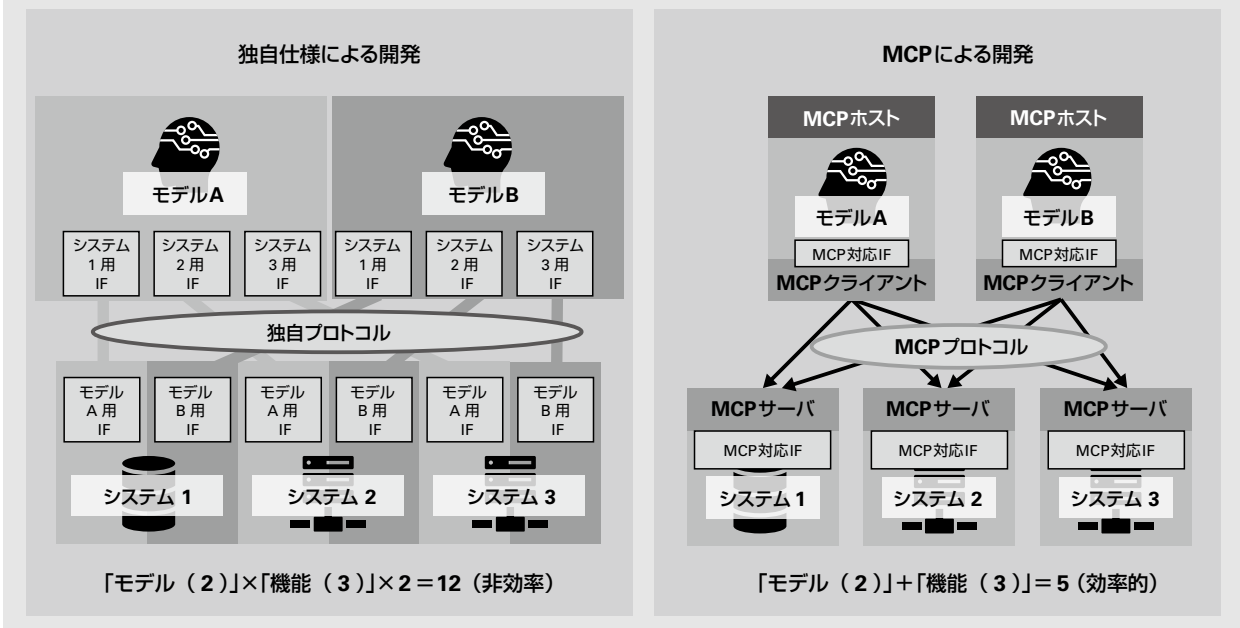 独自仕様による開発
モデルA
モデルB
システム
1用
IF
システム
2用
IF
システム
3用
IF
システム
1用
IF
システム
2用
IF
システム
3用
IF
独自プロトコル
モデル
A用
IF
モデル
B用
IF
モデル
A用
IF
モデル
B用
IF
モデル
A用
IF
モデル
B用
IF
システム 1
システム 2
システム 3
「モデル（2）」×「機能（3）」×2＝12（非効率）
MCPによる開発
MCPホスト
モデルA
MCP対応IF
MCPクライアント
MCPホスト
モデルB
MCP対応IF
MCPクライアント
MCPプロトコル
MCPサーバ
MCP対応IF
システム 1
MCPサーバ
MCP対応IF
システム 2
MCPサーバ
MCP対応IF
システム 3
「モデル（2）」＋「機能（3）」＝5（効率的）